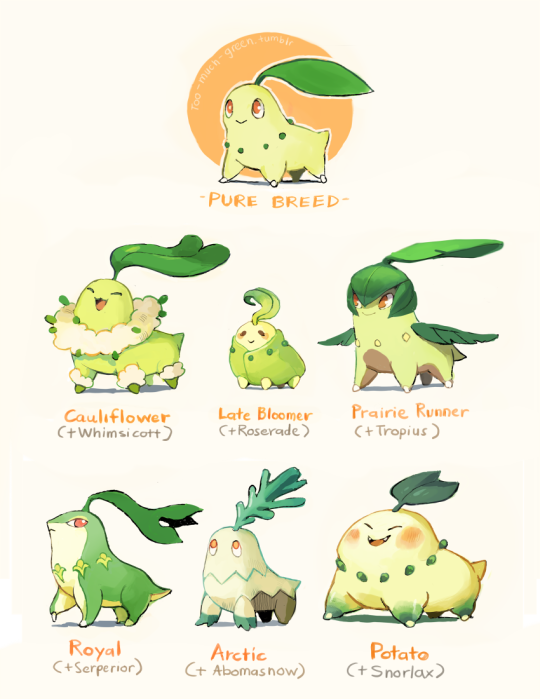 too-much-green.tumblr
-PURE BREED-
Cauliflower
(+Whimsicott)
Late Bloomer
(+Roserade)
Prairie Runner
(+Tropius)
Royal
(+Serperior)
Arctic
(+ Abomasnow)
Potato
(+Snorlax)